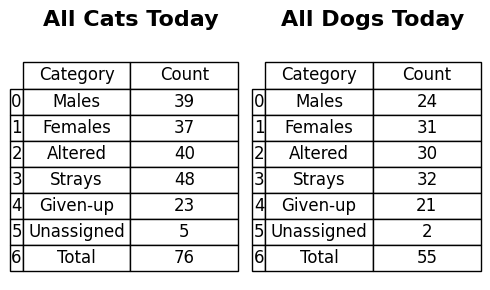 All Cats Today
Category Count
0 Males 39
1 Females 37
2 Altered 40
3 Strays 48
4 Given-up 23
5 Unassigned 5
6 Total 76
All Dogs Today
Category Count
0 Males 24
1 Females 31
2 Altered 30
3 Strays 32
4 Given-up 21
5 Unassigned 2
6 Total 55